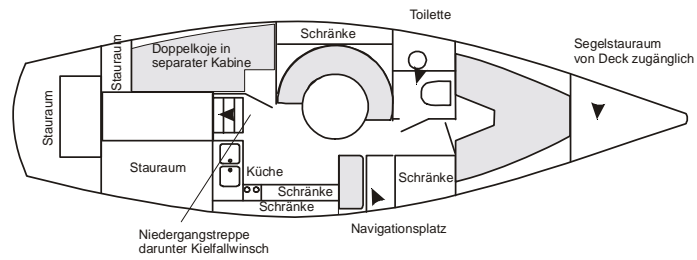 Toilette
Stauraum
Doppelkoje in
separater Kabine
Schränke
Segelstauraum
von Deck zugänglich
Stauraum
Stauraum
Küche
Schränke
Schränke
Schränke
Niedergangstreppe
darunter Kielfallwinsch
Navigationsplatz